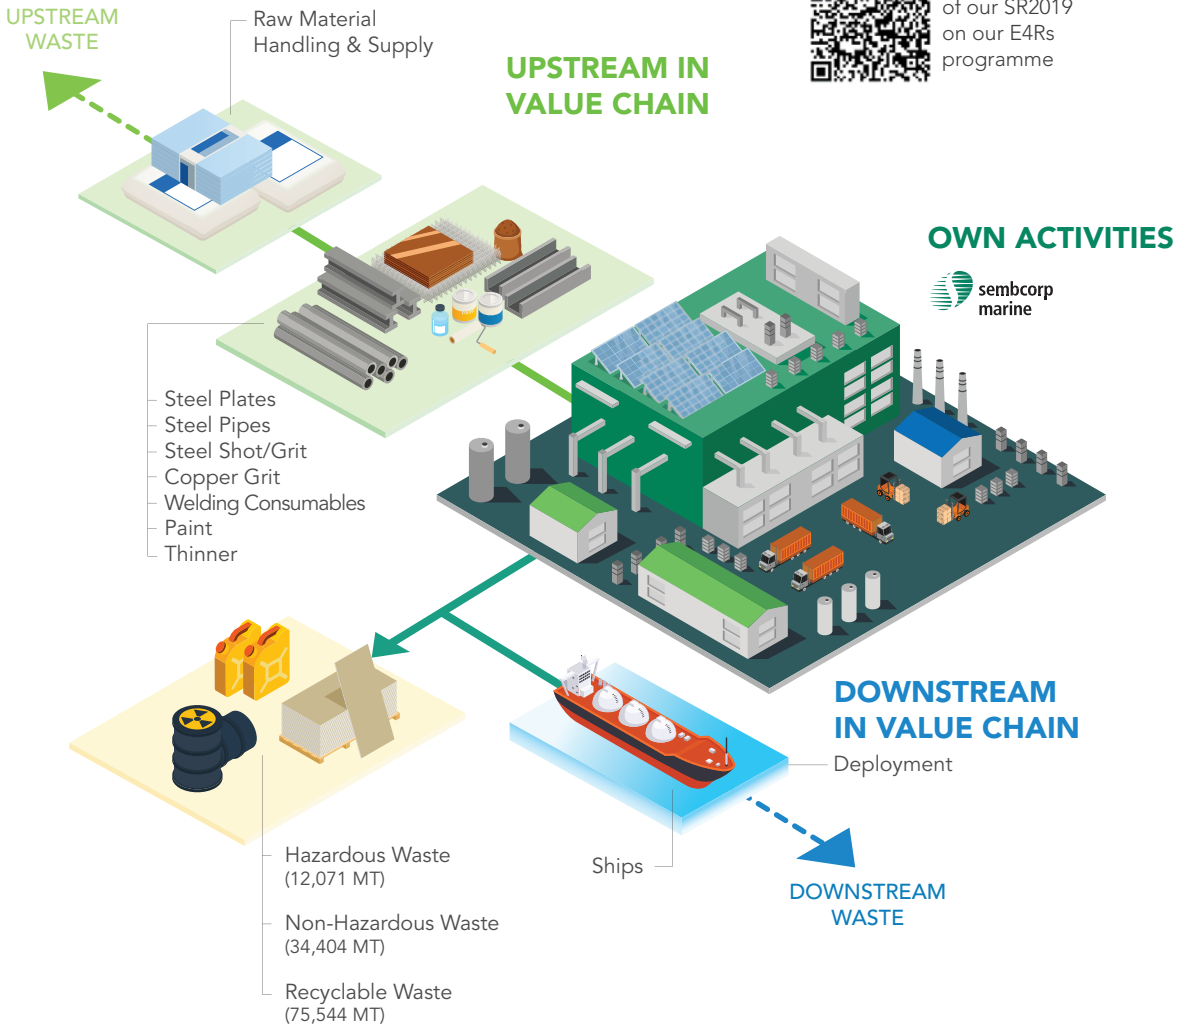 UPSTREAM
WASTE
Raw Material
Handling & Supply
of our SR2019
on our E4Rs
programme
UPSTREAM IN
VALUE CHAIN
OWN ACTIVITIES
sembcorp
marine
Steel Plates
Steel Pipes
Steel Shot/Grit
Copper Grit
Welding Consumables
Paint
Thinner
DOWNSTREAM
IN VALUE CHAIN
Deployment
Ships
DOWNSTREAM
WASTE
Hazardous Waste
(12,071 MT)
Non-Hazardous Waste
(34,404 MT)
Recyclable Waste
(75,544 MT)